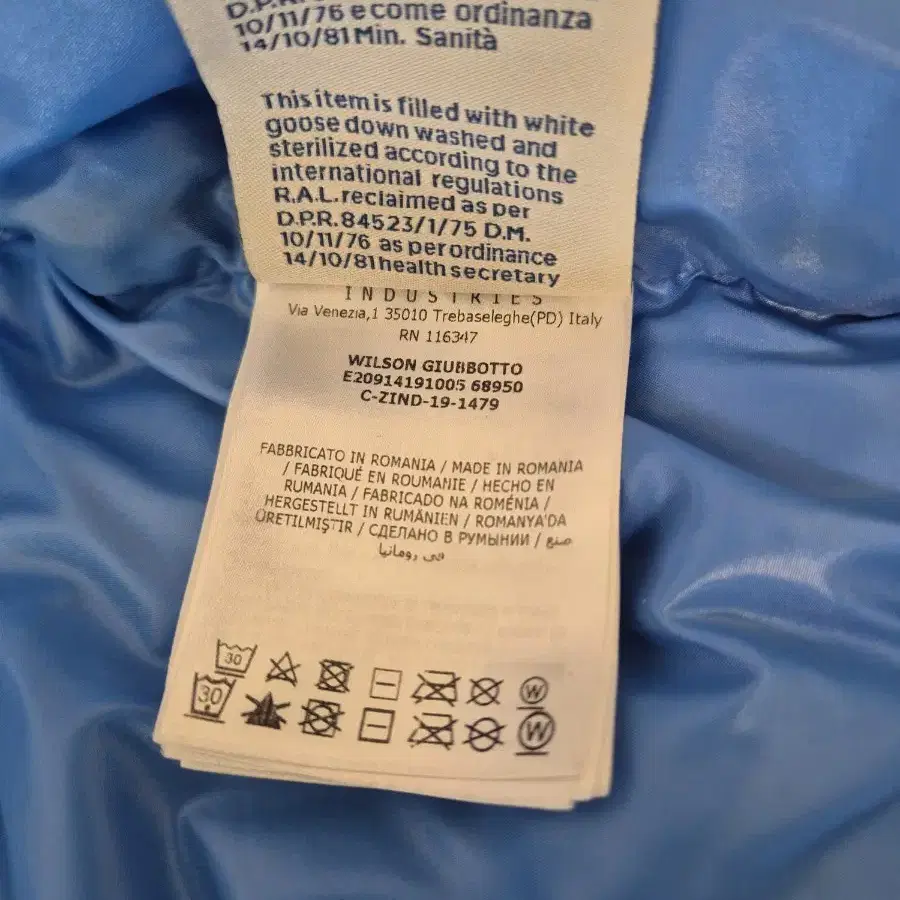 D.P.R.
10/11/76 e come ordinanza
14/10/81 Min. Sanità
This item is filled with white
goose down washed and
sterilized according to the
international regulations
R.A.L. reclaimed as per
D.P.R. 84523/1/75 D.M.
10/11/76 as per ordinance
14/10/81 health secretary
INDUSTRIES
Via Venezia,1 35010 Trebaseleghe(PD) Italy
RN 116347
WILSON GIUBBOTTO
E20914191005 68950
C-ZIND-19-1479
FABBRICATO IN ROMANIA / MADE IN ROMANIA
/ FABRIQUÉ EN ROUMANIE / HECHO EN
RUMANIA / FABRICADO NA ROMÉNIA /
HERGESTELLT IN RUMÄNIEN / ROMANYA'DA
ÜRETILMIŞTIR / СДЕЛАНО В РУМЫНИИ / صنع
في رومانيا
30
W
30
W